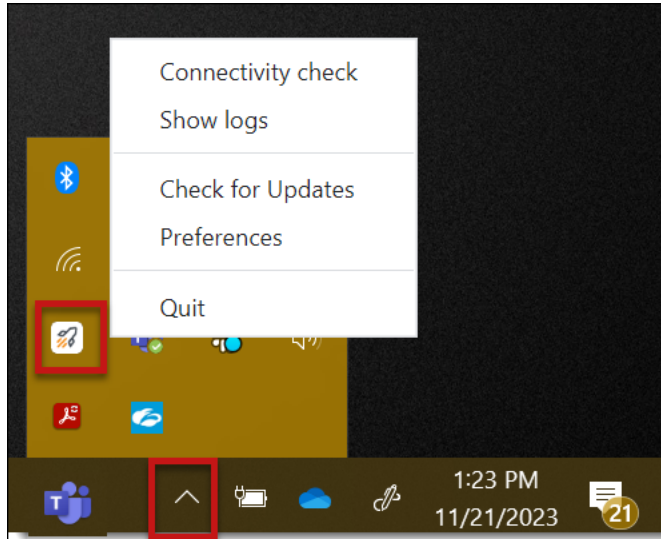 Connectivity check
Show logs
Check for Updates
Preferences
Quit
T
1:23 PM
11/21/2023
21